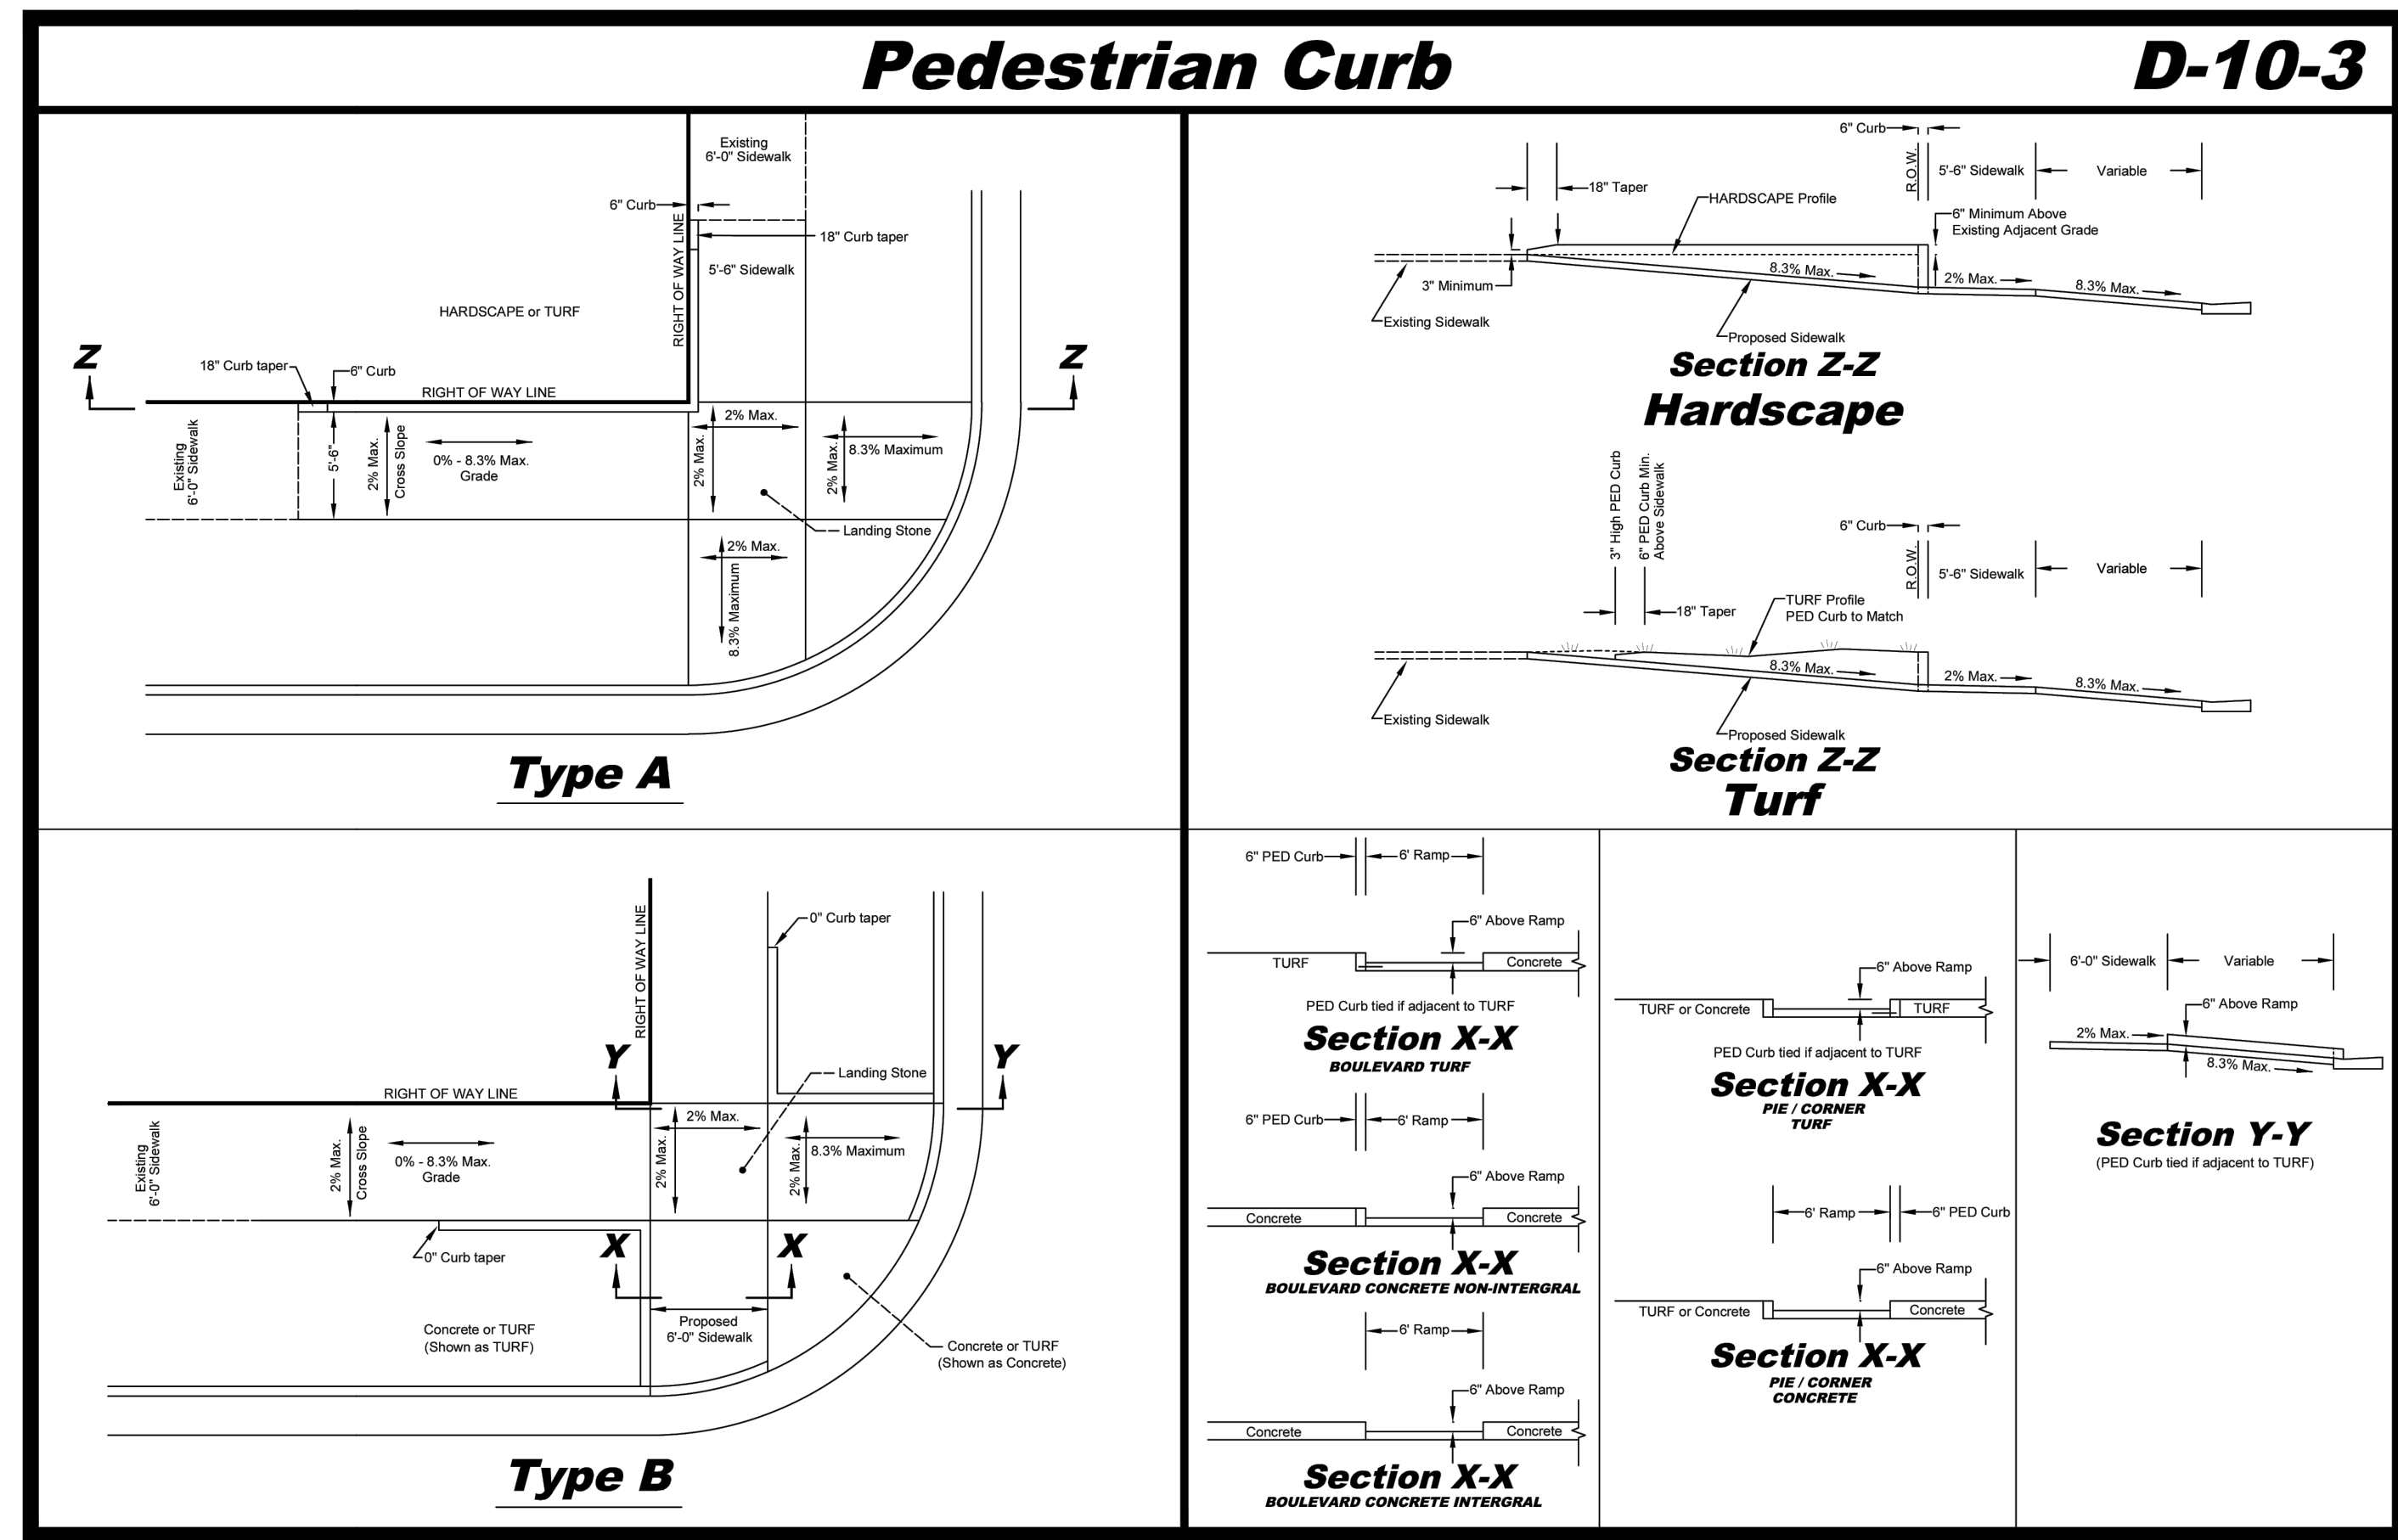 Pedestrian Curb
D-10-3
Existing
6'-0" Sidewalk
6" Curb
18" Curb taper
RIGHT OF WAY LINE
5'-6" Sidewalk
HARDSCAPE or TURF
Z
Z
18" Curb taper
6" Curb
RIGHT OF WAY LINE
Existing
6'-0" Sidewalk
5'-6"
2% Max.
Cross Slope
0% - 8.3% Max.
Grade
2% Max.
2% Max.
2% Max.
8.3% Maximum
Landing Stone
2% Max.
8.3% Maximum
Type A
6" Curb
R.O.W.
5'-6" Sidewalk
Variable
18" Taper
HARDSCAPE Profile
6" Minimum Above
Existing Adjacent Grade
8.3% Max.
2% Max.
8.3% Max.
3" Minimum
Existing Sidewalk
Proposed Sidewalk
Section Z-Z
Hardscape
3" High PED Curb
6" PED Curb Min.
Above Sidewalk
6" Curb
R.O.W.
5'-6" Sidewalk
Variable
18" Taper
TURF Profile
PED Curb to Match
8.3% Max.
2% Max.
8.3% Max.
Existing Sidewalk
Proposed Sidewalk
Section Z-Z
Turf
RIGHT OF WAY LINE
0" Curb taper
Y
Y
Landing Stone
RIGHT OF WAY LINE
Existing
6'-0" Sidewalk
2% Max.
Cross Slope
0% - 8.3% Max.
Grade
2% Max.
2% Max.
2% Max.
8.3% Maximum
0" Curb taper
X
X
Proposed
6'-0" Sidewalk
Concrete or TURF
(Shown as TURF)
Concrete or TURF
(Shown as Concrete)
Type B
6" PED Curb
6' Ramp
6" Above Ramp
TURF
Concrete
PED Curb tied if adjacent to TURF
Section X-X
BOULEVARD TURF
6" PED Curb
6' Ramp
6" Above Ramp
Concrete
Concrete
Section X-X
BOULEVARD CONCRETE NON-INTERGRAL
6' Ramp
6" Above Ramp
Concrete
Concrete
Section X-X
BOULEVARD CONCRETE INTERGRAL
6" Above Ramp
TURF or Concrete
TURF
PED Curb tied if adjacent to TURF
Section X-X
PIE / CORNER
TURF
6' Ramp
6" PED Curb
6" Above Ramp
TURF or Concrete
Concrete
Section X-X
PIE / CORNER
CONCRETE
6'-0" Sidewalk
Variable
6" Above Ramp
2% Max.
8.3% Max.
Section Y-Y
(PED Curb tied if adjacent to TURF)